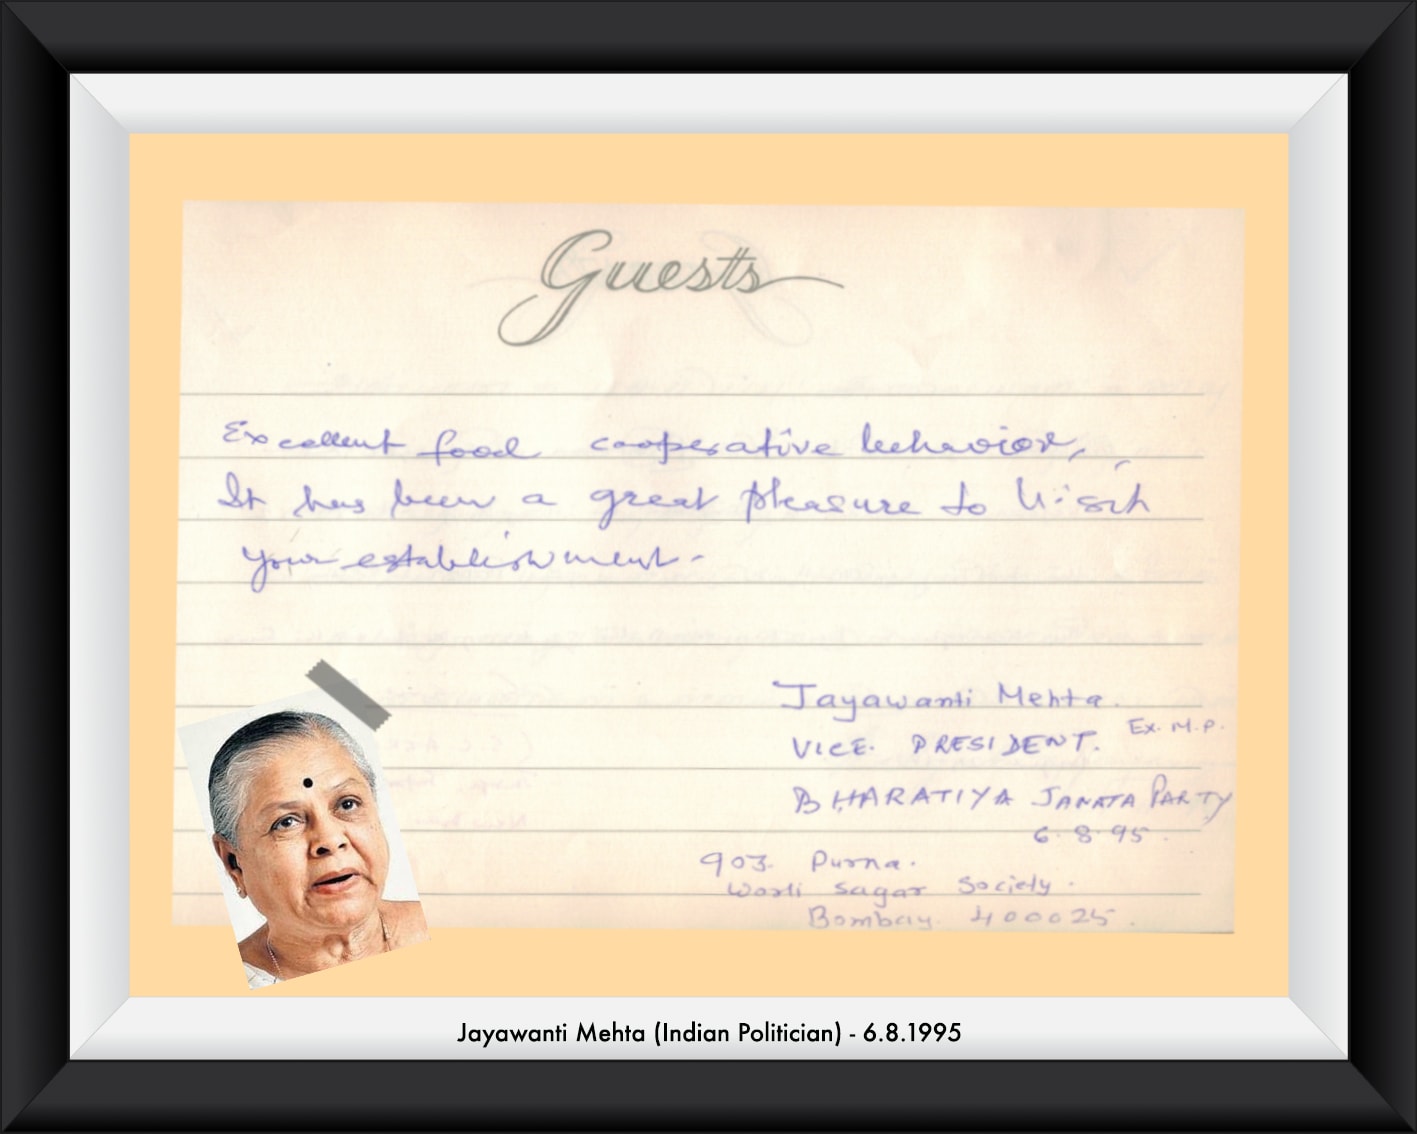 Guests
Excellent food cooperative behavior,
It has been a great pleasure to visit
your establishment.
Jayawanti Mehta.
Ex. M.P.
VICE. PRESIDENT.
BHARATIYA JANATA PARTY
6.8.95.
903. Purna.
Worli Sagar Society.
Bombay. 400025.
Jayawanti Mehta (Indian Politician) - 6.8.1995